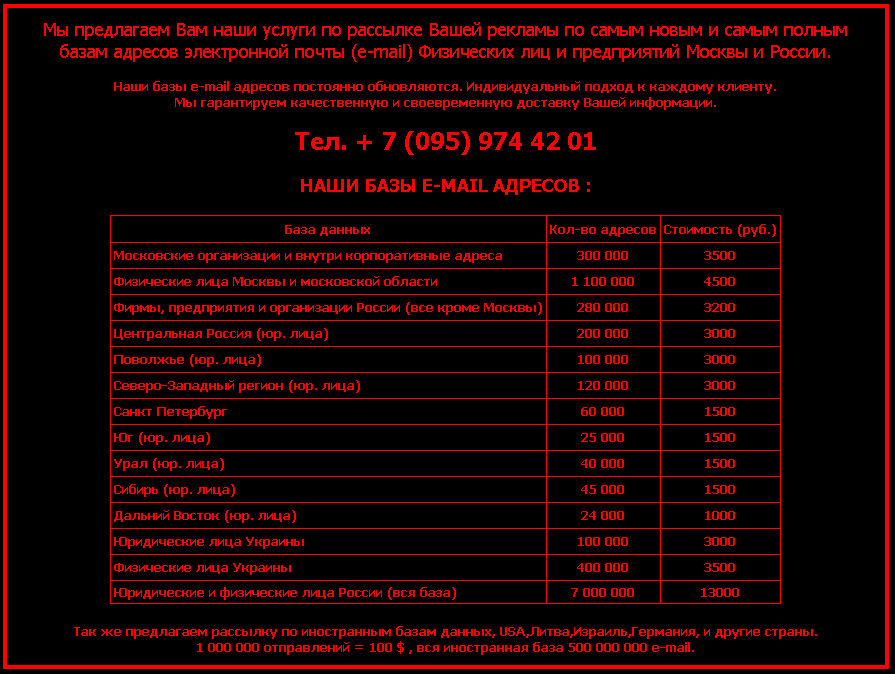 Мы предлагаем Вам наши услуги по рассылке Вашей рекламы по самым новым и самым полным
базам адресов электронной почты (e-mail) Физических лиц и предприятий Москвы и России.
Наши базы e-mail адресов постоянно обновляются. Индивидуальный подход к каждому клиенту.
Мы гарантируем качественную и своевременную доставку Вашей информации.
Тел. + 7 (095) 974 42 01
НАШИ БАЗЫ E-MAIL АДРЕСОВ :
База данных Кол-во адресов Стоимость (руб.)
Московские организации и внутри корпоративные адреса 300 000 3500
Физические лица Москвы и московской области 1 100 000 4500
Фирмы, предприятия и организации России (все кроме Москвы) 280 000 3200
Центральная Россия (юр. лица) 200 000 3000
Поволжье (юр. лица) 100 000 3000
Северо-Западный регион (юр. лица) 120 000 3000
Санкт Петербург 60 000 1500
Юг (юр. лица) 25 000 1500
Урал (юр. лица) 40 000 1500
Сибирь (юр. лица) 45 000 1500
Дальний Восток (юр. лица) 24 000 1000
Юридические лица Украины 100 000 3000
Физические лица Украины 400 000 3500
Юридические и физические лица России (вся база) 7 000 000 13000
Так же предлагаем рассылку по иностранным базам данных, USA,Литва,Израиль,Германия, и другие страны.
1 000 000 отправлений = 100 $ , вся иностранная база 500 000 000 e-mail.